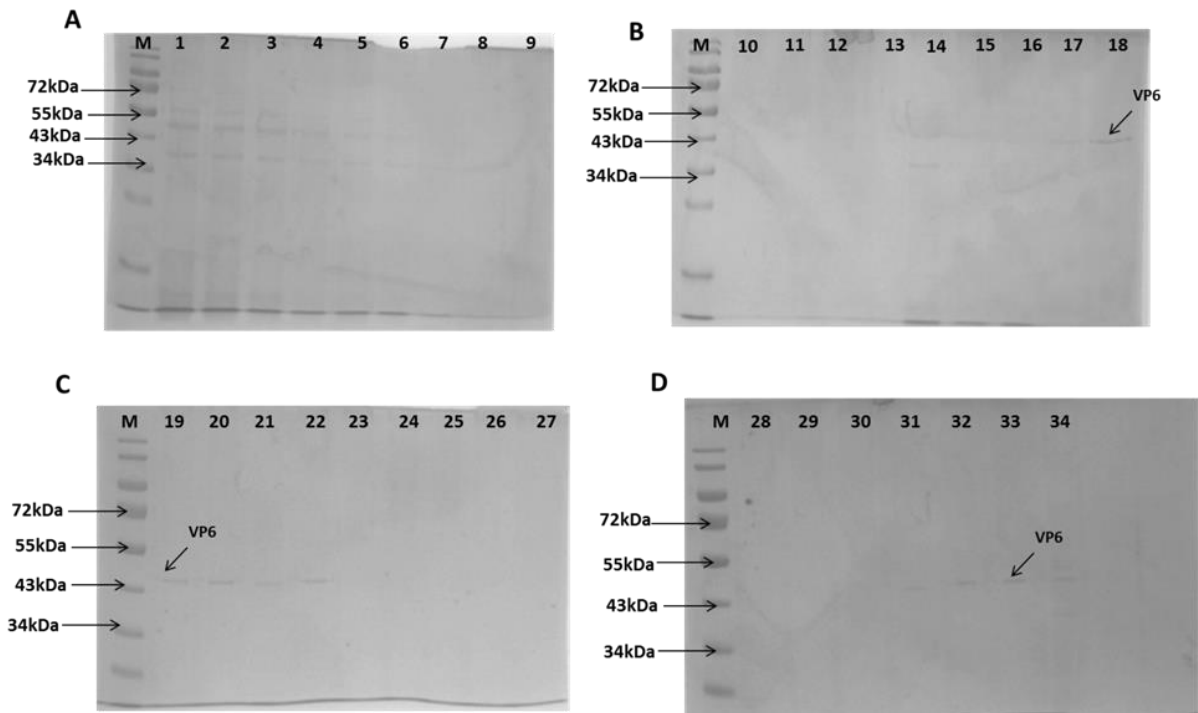 A
M 1 2 3 4 5 6 7 8 9
72kDa
55kDa
43kDa
34kDa
B
M 10 11 12 13 14 15 16 17 18
VP6
72kDa
55kDa
43kDa
34kDa
C
M 19 20 21 22 23 24 25 26 27
72kDa
VP6
55kDa
43kDa
34kDa
D
M 28 29 30 31 32 33 34
72kDa
VP6
55kDa
43kDa
34kDa